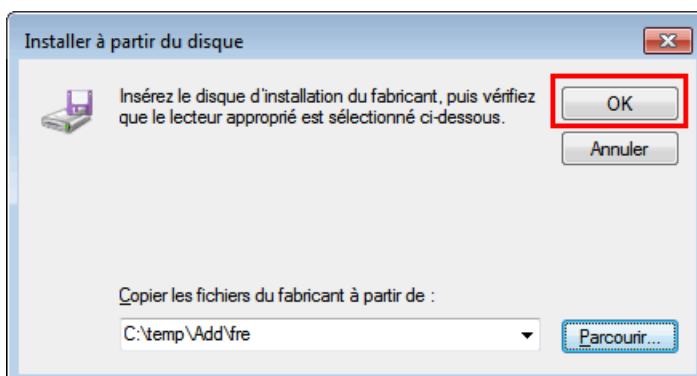 Installer à partir du disque
Insérez le disque d'installation du fabricant, puis vérifiez
que le lecteur approprié est sélectionné ci-dessous.
OK
Annuler
Copier les fichiers du fabricant à partir de :
C:\temp\Add\fre
Parcourir...